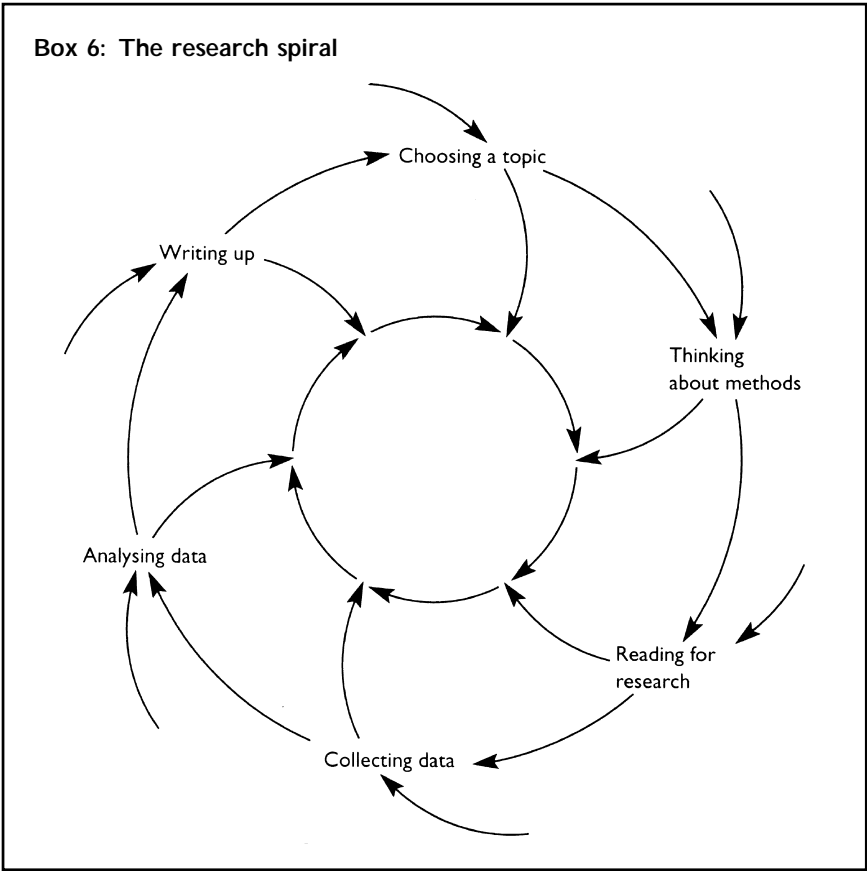 Box 6: The research spiral
Choosing a topic
Thinking
about methods
Reading for
research
Collecting data
Analysing data
Writing up